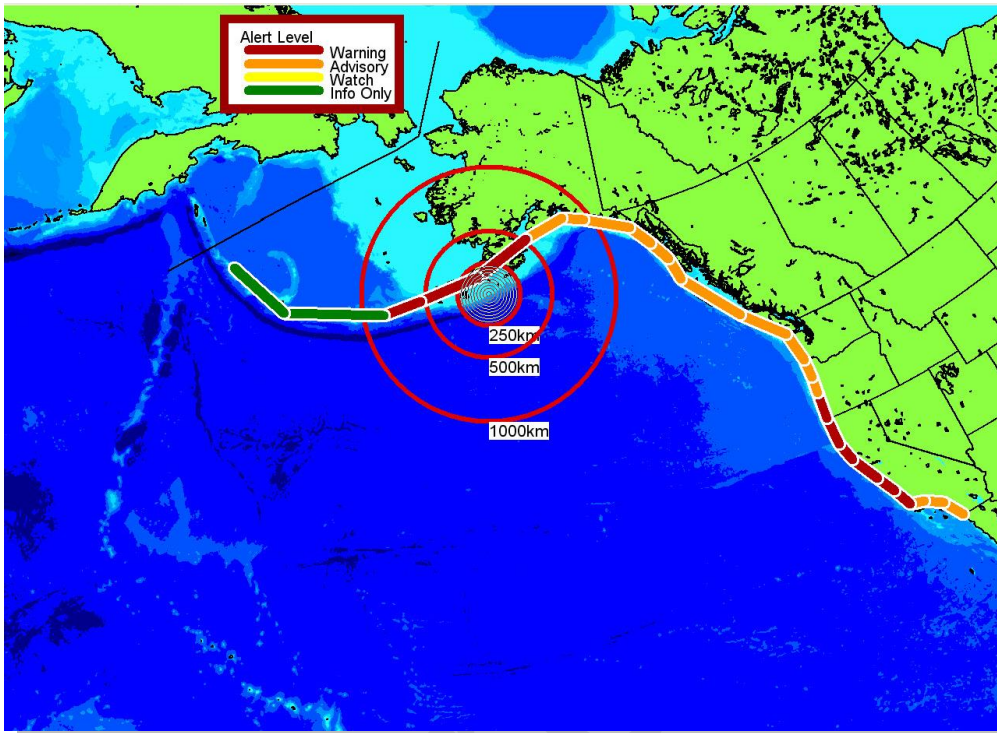 Alert Level
Warning
Advisory
Watch
Info Only
250km
500km
1000km